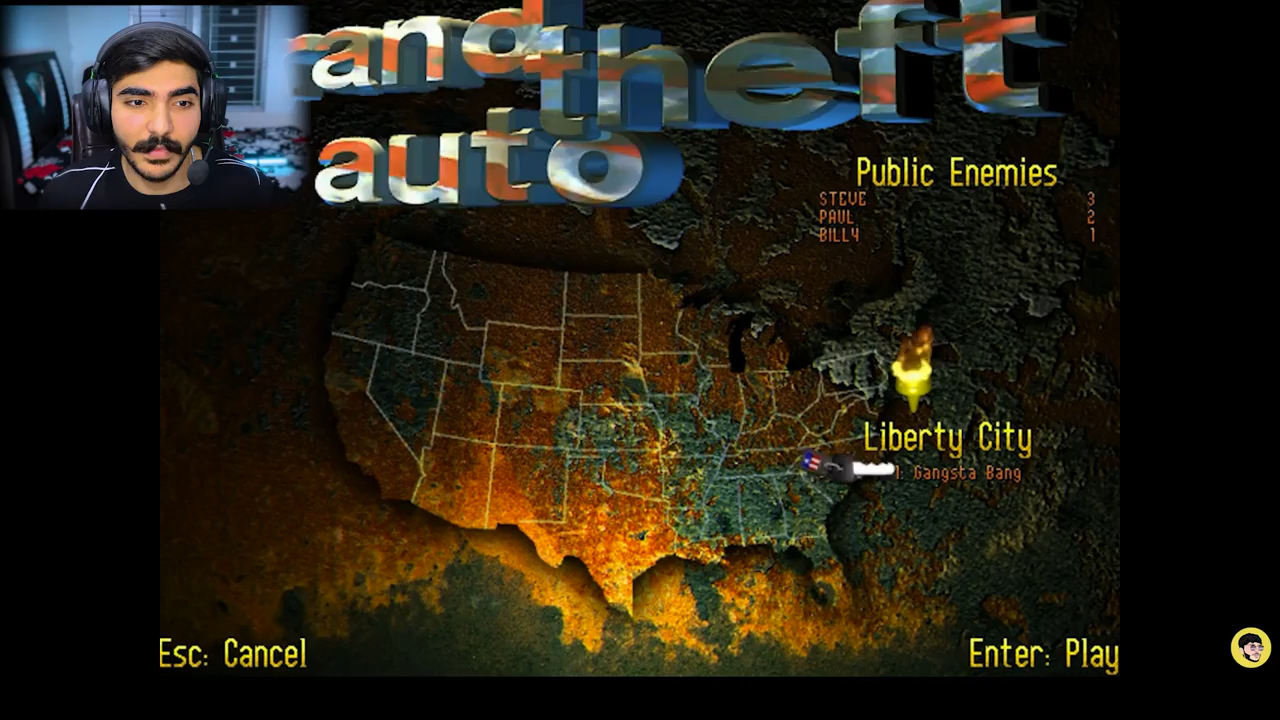 and theft
auto
Public Enemies
STEVE 3
PAUL 2
BILLY 1
Liberty City
1. Gangsta Bang
Esc: Cancel
Enter: Play